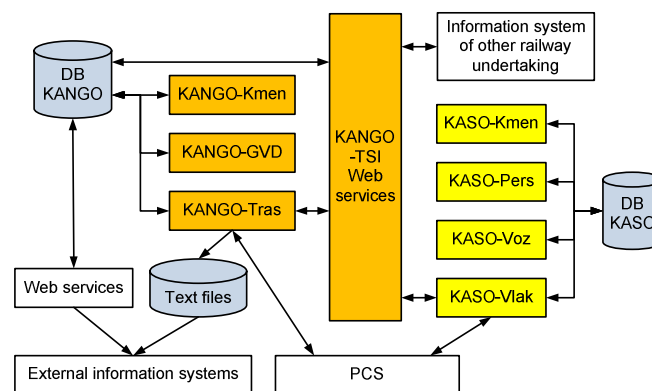 DB
KANGO
KANGO-Kmen
KANGO-GVD
KANGO-Tras
Web services
Text files
External information systems
KANGO
-TSI
Web
services
Information system
of other railway
undertaking
KASO-Kmen
KASO-Pers
KASO-Voz
KASO-Vlak
DB
KASO
PCS